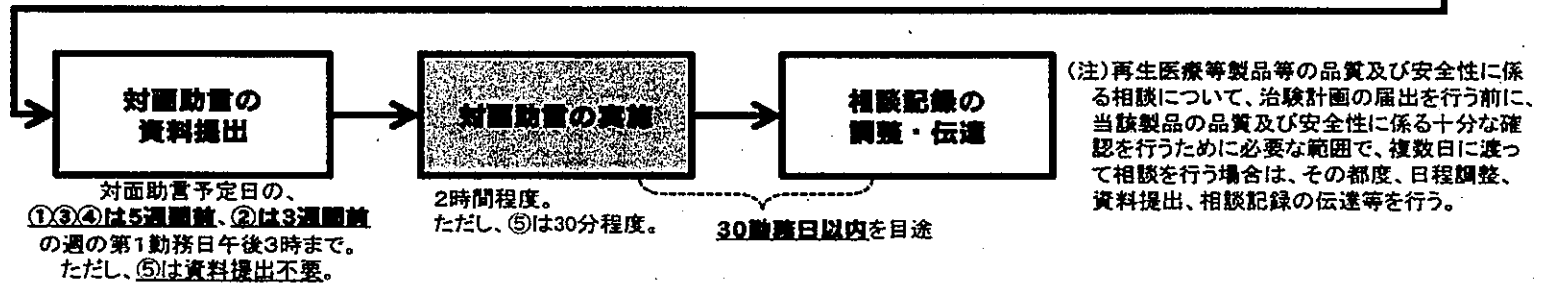 対面助言の
資料提出
対面助言の実施
相談記録の
調整・伝達
対面助言予定日の、
①③④は5週間前、②は3週間前
の週の第1勤務日午後3時まで。
ただし、⑤は資料提出不要。
2時間程度。
ただし、⑤は30分程度。
30勤務日以内を目途
(注)再生医療等製品等の品質及び安全性に係
る相談について、治験計画の届出を行う前に、
当該製品の品質及び安全性に係る十分な確
認を行うために必要な範囲で、複数日に渡っ
て相談を行う場合は、その都度、日程調整、
資料提出、相談記録の伝達等を行う。